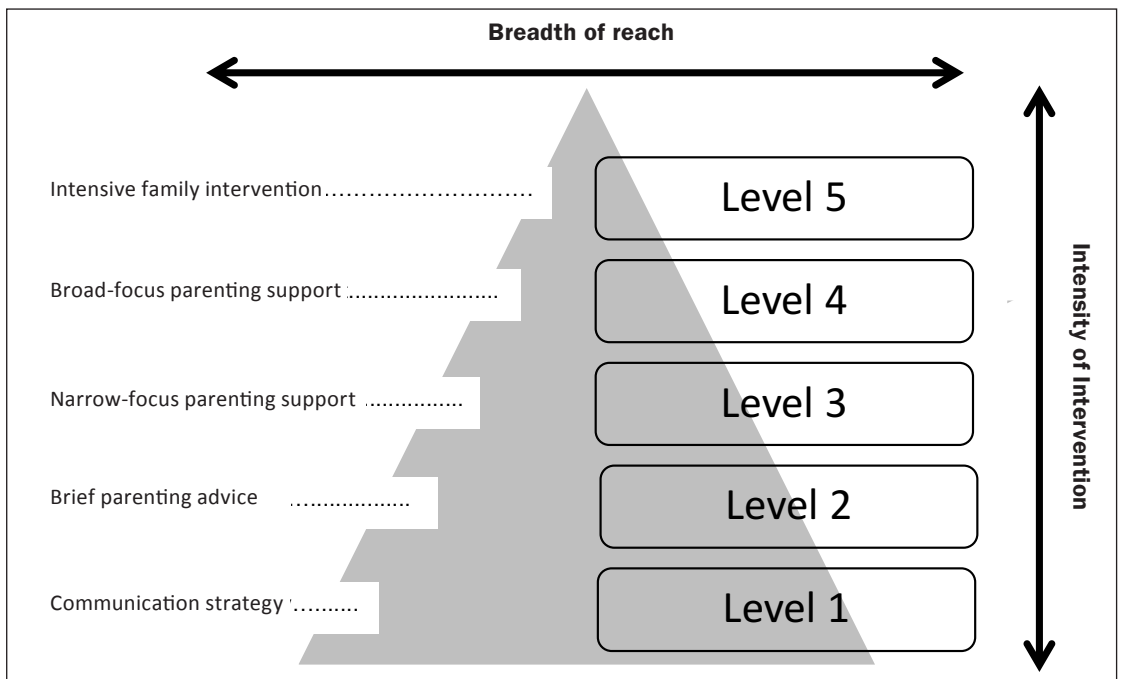 Breadth of reach
Intensive family intervention..............................
Level 5
Broad-focus parenting support :........................
Level 4
Narrow-focus parenting support ................
Level 3
Brief parenting advice ...................
Level 2
Communication strategy '..........
Level 1
Intensity of Intervention